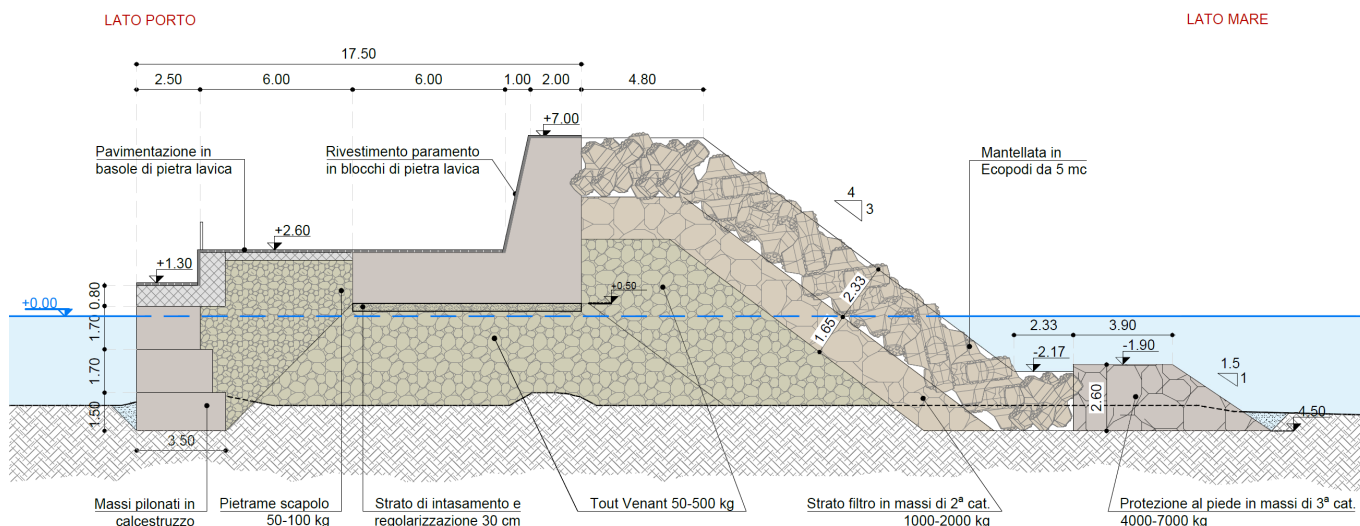 LATO PORTO
LATO MARE
17.50
2.50
6.00
6.00
1.00
2.00
4.80
+7.00
Pavimentazione in
basole di pietra lavica
Rivestimento paramento
in blocchi di pietra lavica
Mantellata in
Ecopodi da 5 mc
4
3
+2.60
+1.30
+0.50
+0.00
0.80
1.70
1.70
1.50
2.33
1.65
2.33
3.90
-2.17
-1.90
1.5
1
2.60
-4.50
3.50
Massi pilonati in
calcestruzzo
Pietrame scapolo
50-100 kg
Strato di intasamento e
regolarizzazione 30 cm
Tout Venant 50-500 kg
Strato filtro in massi di 2ª cat.
1000-2000 kg
Protezione al piede in massi di 3ª cat.
4000-7000 kg